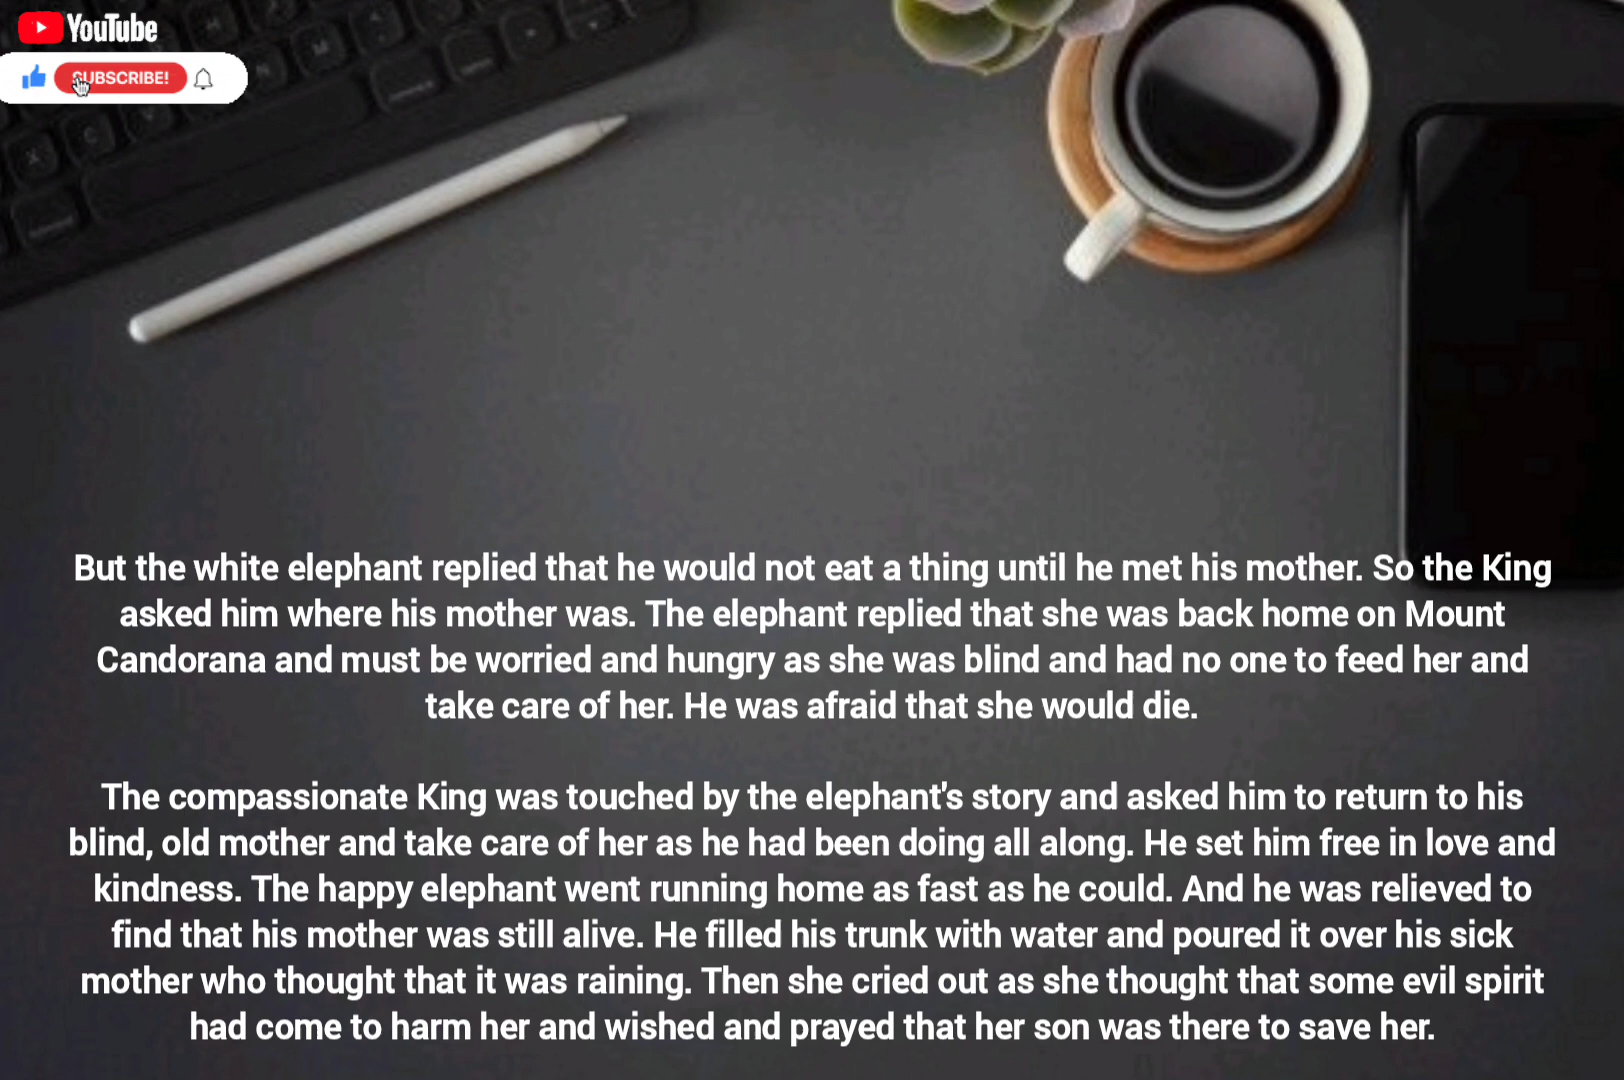 YouTube
SUBSCRIBE!
But the white elephant replied that he would not eat a thing until he met his mother. So the King
asked him where his mother was. The elephant replied that she was back home on Mount
Candorana and must be worried and hungry as she was blind and had no one to feed her and
take care of her. He was afraid that she would die.
The compassionate King was touched by the elephant's story and asked him to return to his
blind, old mother and take care of her as he had been doing all along. He set him free in love and
kindness. The happy elephant went running home as fast as he could. And he was relieved to
find that his mother was still alive. He filled his trunk with water and poured it over his sick
mother who thought that it was raining. Then she cried out as she thought that some evil spirit
had come to harm her and wished and prayed that her son was there to save her.